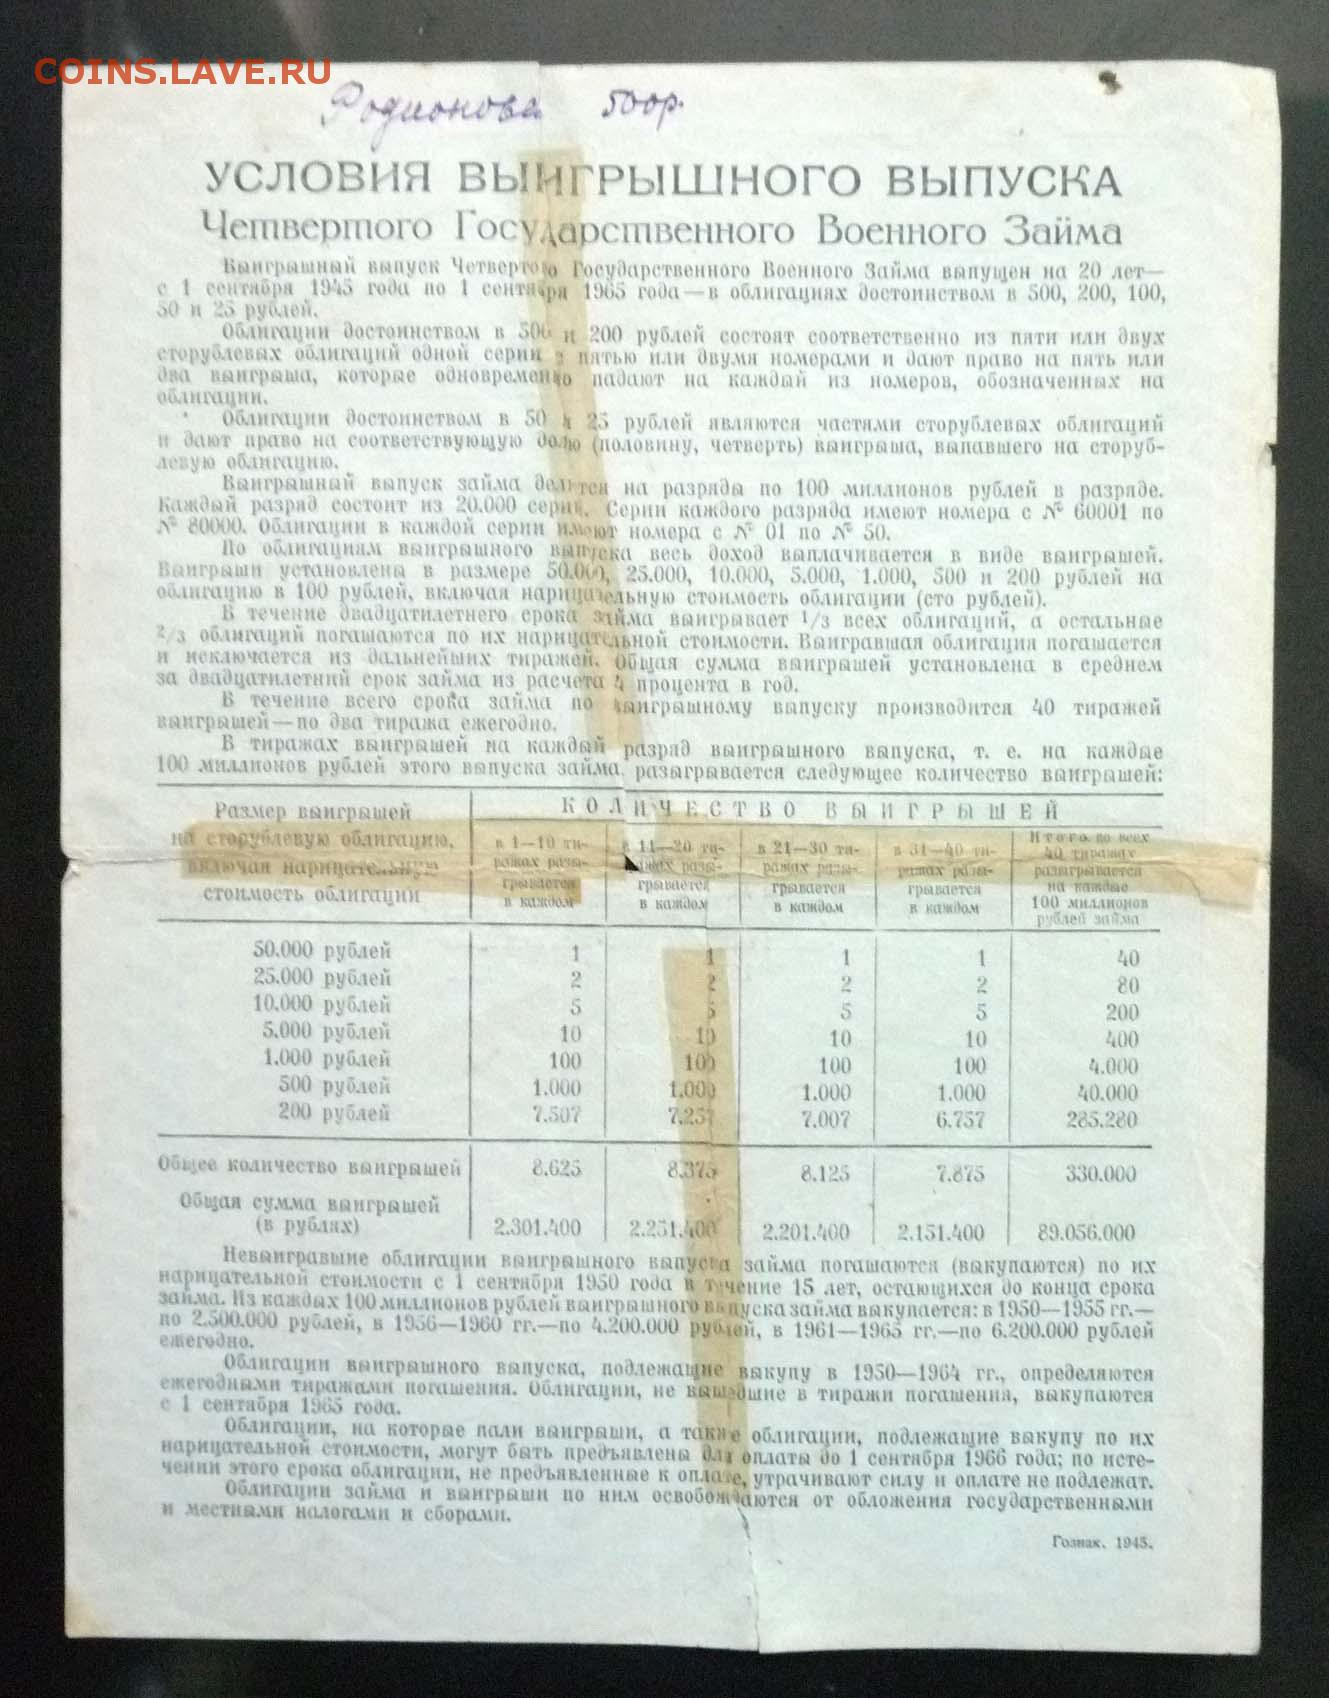 COINS.LAVE.RU
Родионова 500р.
УСЛОВИЯ ВЫИГРЫШНОГО ВЫПУСКА
Четвертого Государственного Военного Займа
Выигрышный выпуск Четвертого Государственного Военного Займа выпущен на 20 лет—
с 1 сентября 1945 года по 1 сентября 1965 года—в облигациях достоинством в 500, 200, 100,
50 и 25 рублей.
Облигации достоинством в 500 и 200 рублей состоят соответственно из пяти или двух
сторублевых облигаций одной серии с пятью или двумя номерами и дают право на пять или
два выигрыша, которые одновременно падают на каждый из номеров, обозначенных на
облигации.
Облигации достоинством в 50 и 25 рублей являются частями сторублевых облигаций
и дают право на соответствующую долю (половину, четверть) выигрыша, выпавшего на сторуб-
левую облигацию.
Выигрышный выпуск займа делится на разряды по 100 миллионов рублей в разряде.
Каждый разряд состоит из 20.000 серий. Серии каждого разряда имеют номера с № 60001 по
№ 80000. Облигации в каждой серии имеют номера с № 01 по № 50.
По облигациям выигрышного выпуска весь доход выплачивается в виде выигрышей.
Выигрыши установлены в размере 50.000, 25.000, 10.000, 5.000, 1.000, 500 и 200 рублей на
облигацию в 100 рублей, включая нарицательную стоимость облигации (сто рублей).
В течение двадцатилетнего срока займа выигрывает 1/3 всех облигаций, а остальные
2/3 облигаций погашаются по их нарицательной стоимости. Выигравшая облигация погашается
и исключается из дальнейших тиражей. Общая сумма выигрышей установлена в среднем
за двадцатилетний срок займа из расчета 4 процента в год.
В течение всего срока займа по выигрышному выпуску производится 40 тиражей
выигрышей—по два тиража ежегодно.
В тиражах выигрышей на каждый разряд выигрышного выпуска, т. е. на каждые
100 миллионов рублей этого выпуска займа, разыгрывается следующее количество выигрышей:
Размер выигрышей
на сторублевую облигацию,
включая нарицательную
стоимость облигации
КОЛИЧЕСТВО ВЫИГРЫШЕЙ
в 1—10 ти-
ражах разы-
грывается
в каждом
в 11—20 ти-
ражах разы-
грывается
в каждом
в 21—30 ти-
ражах разы-
грывается
в каждом
в 31—40 ти-
ражах разы-
грывается
в каждом
Итого во всех
40 тиражах
разыгрывается
на каждые
100 миллионов
рублей займа
50.000 рублей 1 1 1 1 40
25.000 рублей 2 2 2 2 80
10.000 рублей 5 5 5 5 200
5.000 рублей 10 10 10 10 400
1.000 рублей 100 100 100 100 4.000
500 рублей 1.000 1.000 1.000 1.000 40.000
200 рублей 7.507 7.257 7.007 6.757 285.280
Общее количество выигрышей 8.625 8.375 8.125 7.875 330.000
Общая сумма выигрышей
(в рублях) 2.301.400 2.251.400 2.201.400 2.151.400 89.056.000
Невыигравшие облигации выигрышного выпуска займа погашаются (выкупаются) по их
нарицательной стоимости с 1 сентября 1950 года в течение 15 лет, остающихся до конца срока
займа. Из каждых 100 миллионов рублей выигрышного выпуска займа выкупается: в 1950—1955 гг.—
по 2.500.000 рублей, в 1956—1960 гг.—по 4.200.000 рублей, в 1961—1965 гг.—по 6.200.000 рублей
ежегодно.
Облигации выигрышного выпуска, подлежащие выкупу в 1950—1964 гг., определяются
ежегодными тиражами погашения. Облигации, не вышедшие в тиражи погашения, выкупаются
с 1 сентября 1965 года.
Облигации, на которые пали выигрыши, а также облигации, подлежащие выкупу по их
нарицательной стоимости, могут быть предъявлены для оплаты до 1 сентября 1966 года; по исте-
чении этого срока облигации, не предъявленные к оплате, утрачивают силу и оплате не подлежат.
Облигации займа и выигрыши по ним освобождаются от обложения государственными
и местными налогами и сборами.
Гознак. 1945.